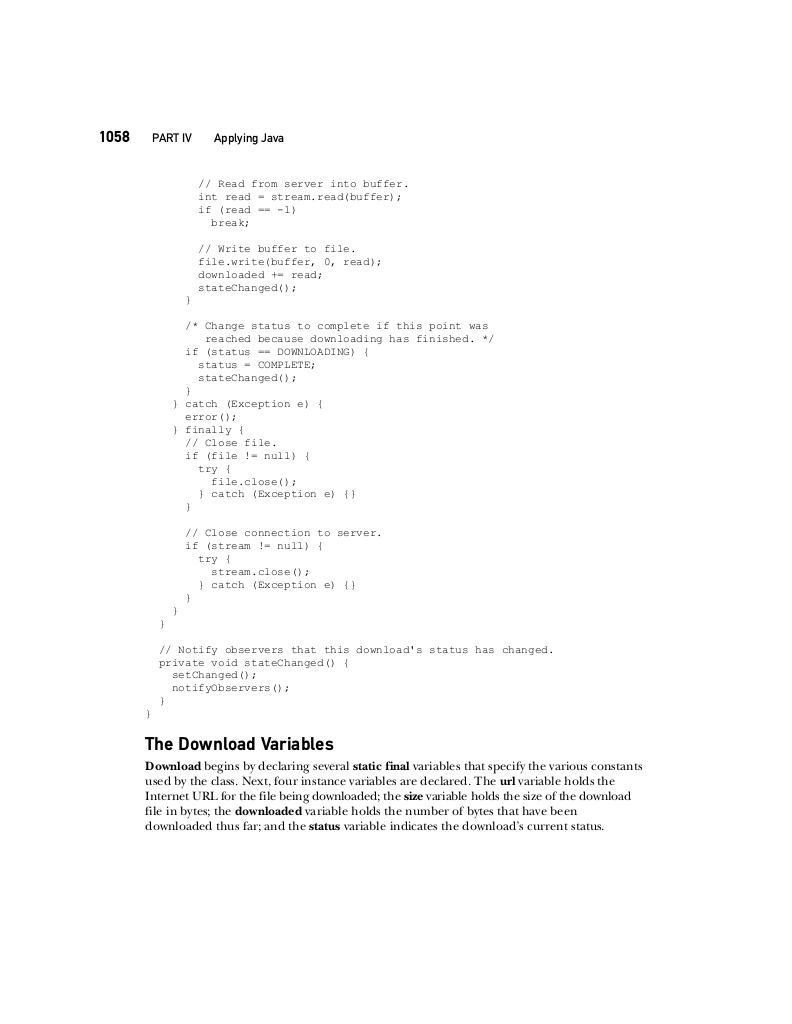 1058 PART IV Applying Java
// Read from server into buffer.
int read = stream.read(buffer);
if (read == -1)
break;
// Write buffer to file.
file.write(buffer, 0, read);
downloaded += read;
stateChanged();
}
/* Change status to complete if this point was
reached because downloading has finished. */
if (status == DOWNLOADING) {
status = COMPLETE;
stateChanged();
}
} catch (Exception e) {
error();
} finally {
// Close file.
if (file != null) {
try {
file.close();
} catch (Exception e) {}
}
// Close connection to server.
if (stream != null) {
try {
stream.close();
} catch (Exception e) {}
}
}
}
// Notify observers that this download's status has changed.
private void stateChanged() {
setChanged();
notifyObservers();
}
}
The Download Variables
Download begins by declaring several static final variables that specify the various constants
used by the class. Next, four instance variables are declared. The url variable holds the
Internet URL for the file being downloaded; the size variable holds the size of the download
file in bytes; the downloaded variable holds the number of bytes that have been
downloaded thus far; and the status variable indicates the download's current status.